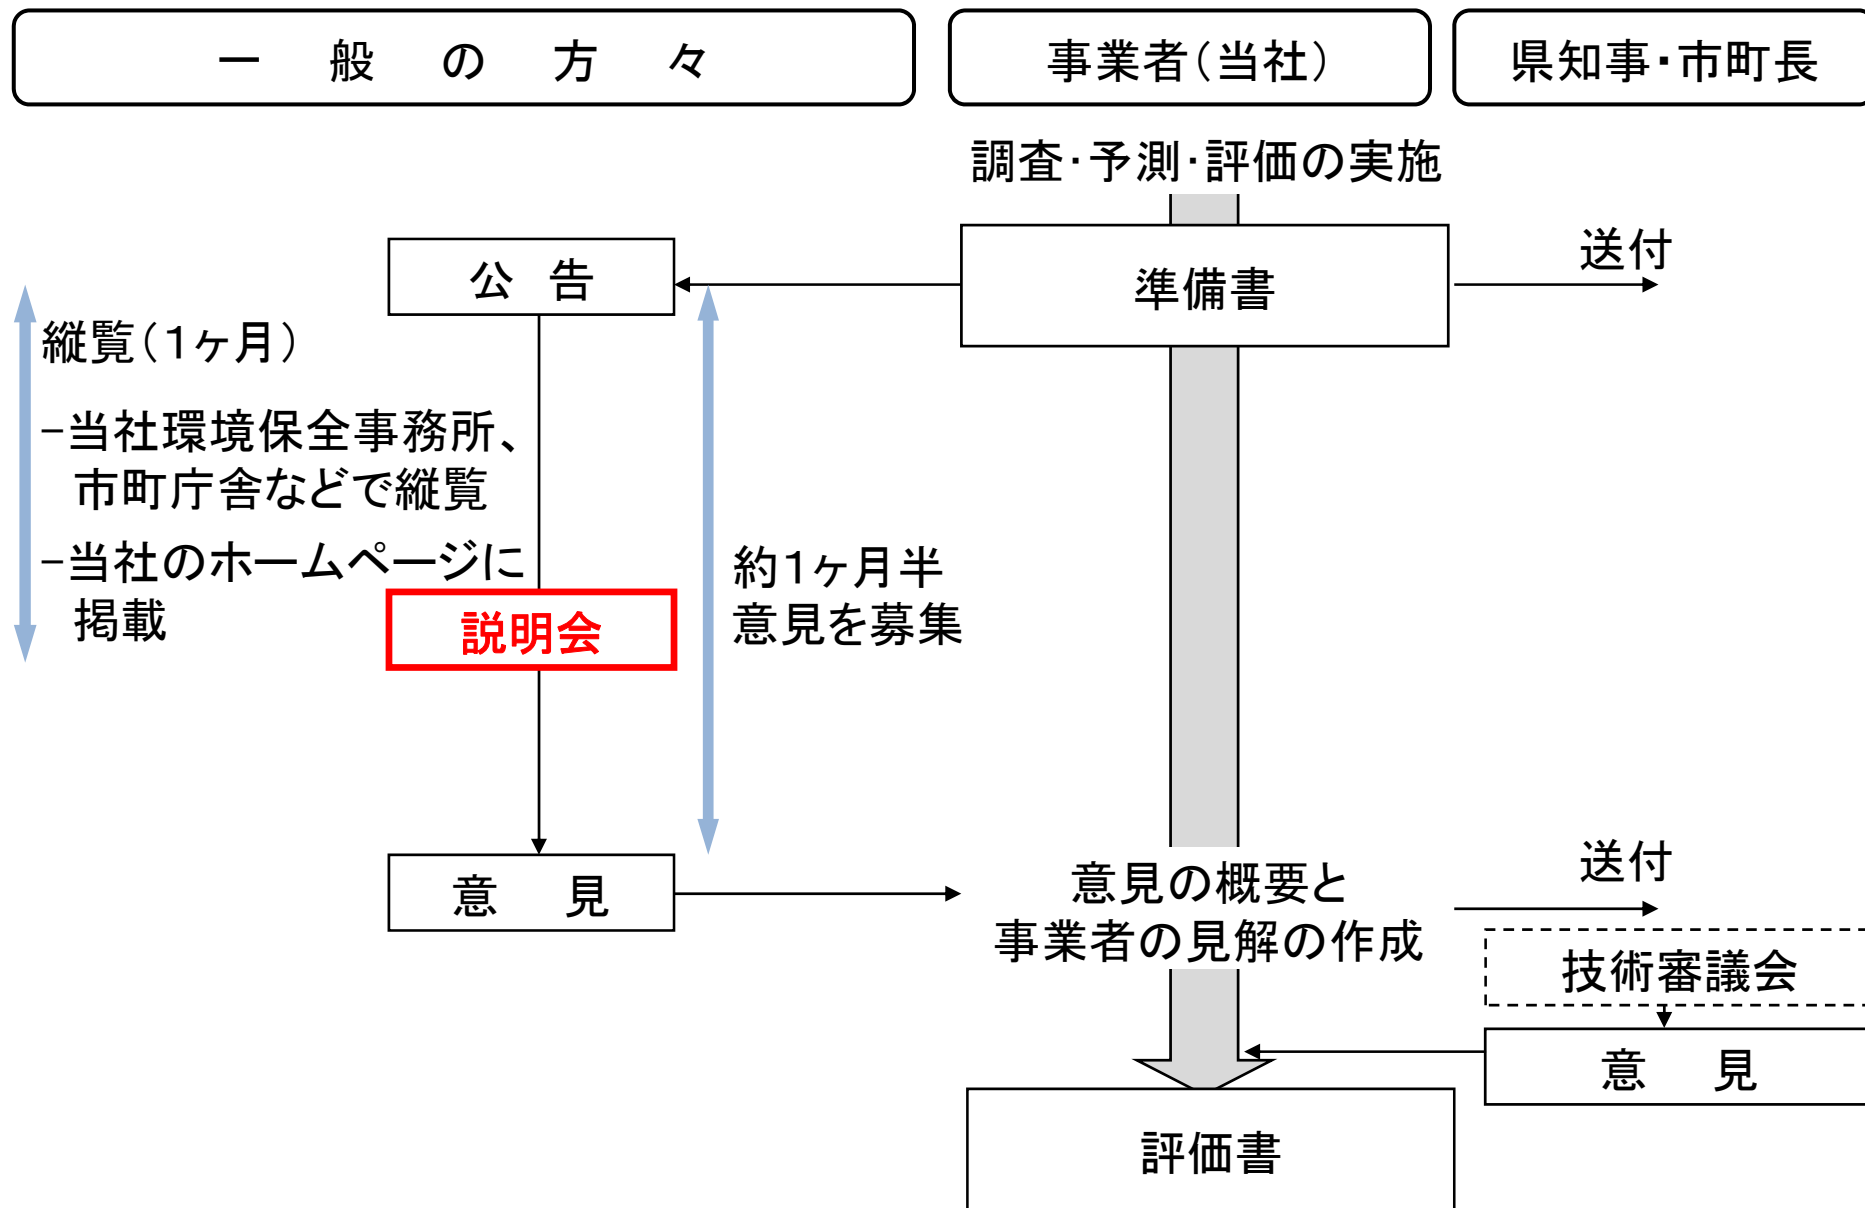 一般の方々
事業者(当社)
県知事・市町長
調査・予測・評価の実施
公告
準備書
送付
縦覧(1ヶ月)
-当社環境保全事務所、
市町庁舎などで縦覧
-当社のホームページに
掲載
説明会
約1ヶ月半
意見を募集
意見
意見の概要と
事業者の見解の作成
送付
技術審議会
意見
評価書